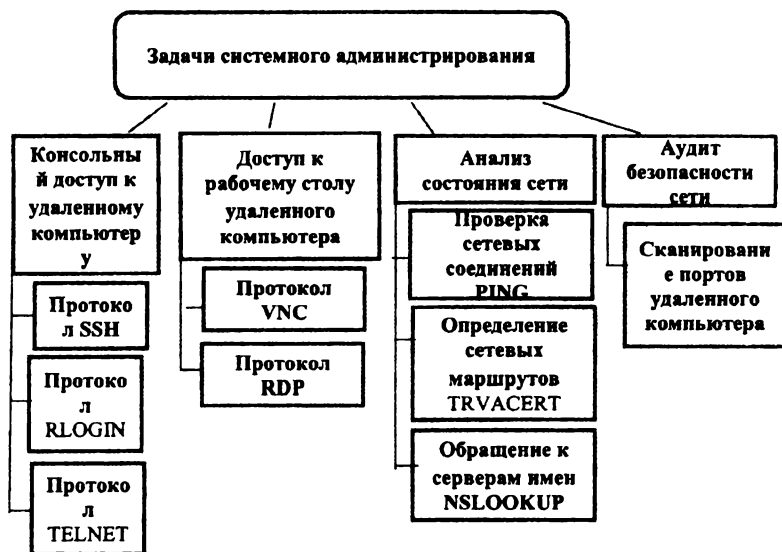 Задачи системного администрирования
Консольны
й доступ к
удаленному
компьютер
у
Протоко
л SSH
Протоко
л
RLOGIN
Протоко
л
TELNET
Доступ к
рабочему столу
удаленного
компьютера
Протокол
VNC
Протокол
RDP
Анализ
состояния сети
Проверка
сетевых
соединений
PING
Определение
сетевых
маршрутов
TRVACERT
Обращение к
серверам имен
NSLOOKUP
Аудит
безопасности
сети
Сканировани
е портов
удаленного
компьютера